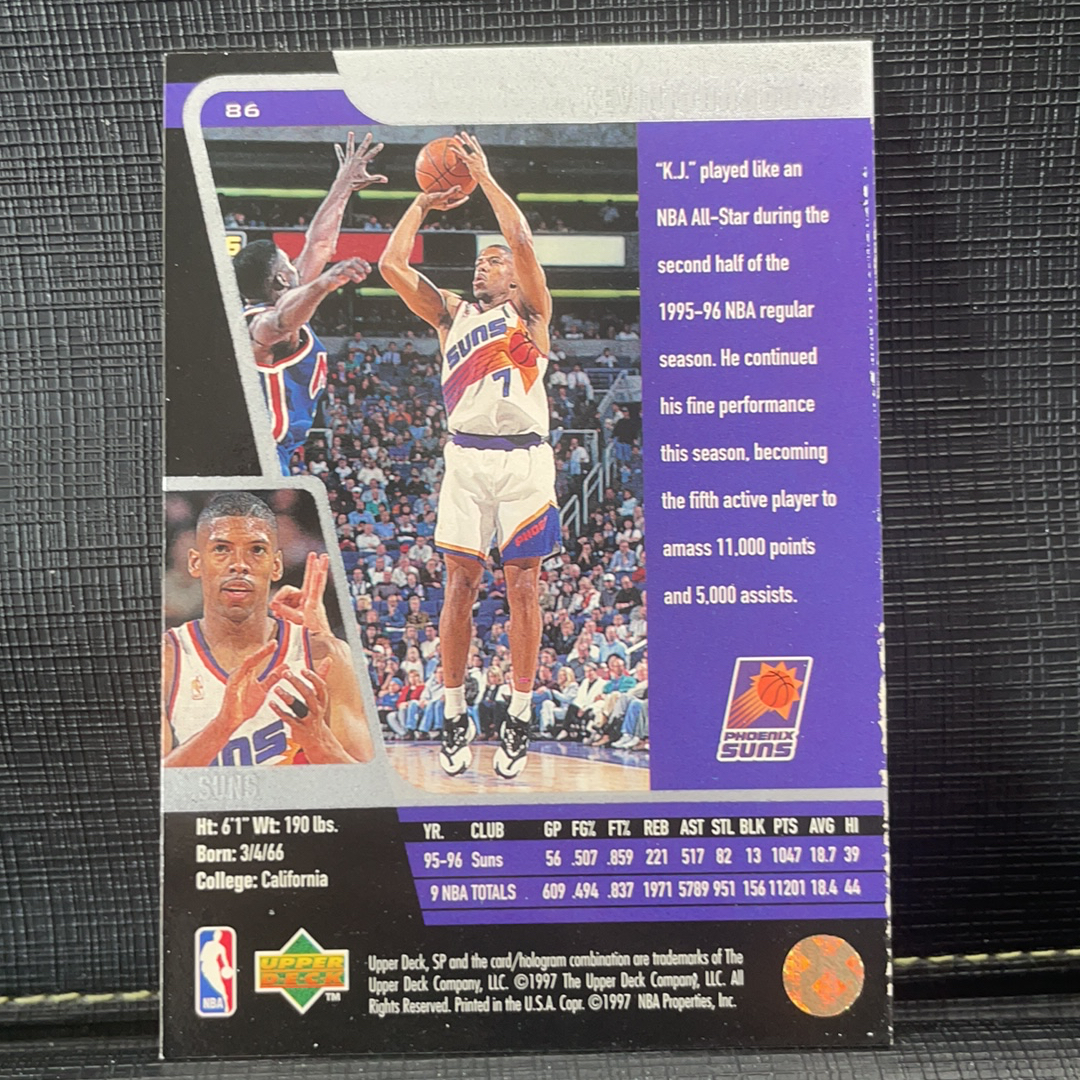 86
KEVIN JOHNSON
"K.J." played like an
NBA All-Star during the
second half of the
1995-96 NBA regular
season. He continued
his fine performance
this season, becoming
the fifth active player to
amass 11,000 points
and 5,000 assists.
SUNS
7
PHOENIX
SUNS
SUNS
Ht: 6'1" Wt: 190 lbs.
Born: 3/4/66
College: California
YR. CLUB GP FG% FT% REB AST STL BLK PTS AVG HI
95-96 Suns 56 .507 .859 221 517 82 13 1047 18.7 39
9 NBA TOTALS 609 .494 .837 1971 5789 951 156 11201 18.4 44
NBA
UPPER
DECK
TM
Upper Deck, SP and the card/hologram combination are trademarks of The
Upper Deck Company, LLC. ©1997 The Upper Deck Company, LLC. All
Rights Reserved. Printed in the U.S.A. Copr. ©1997 NBA Properties, Inc.